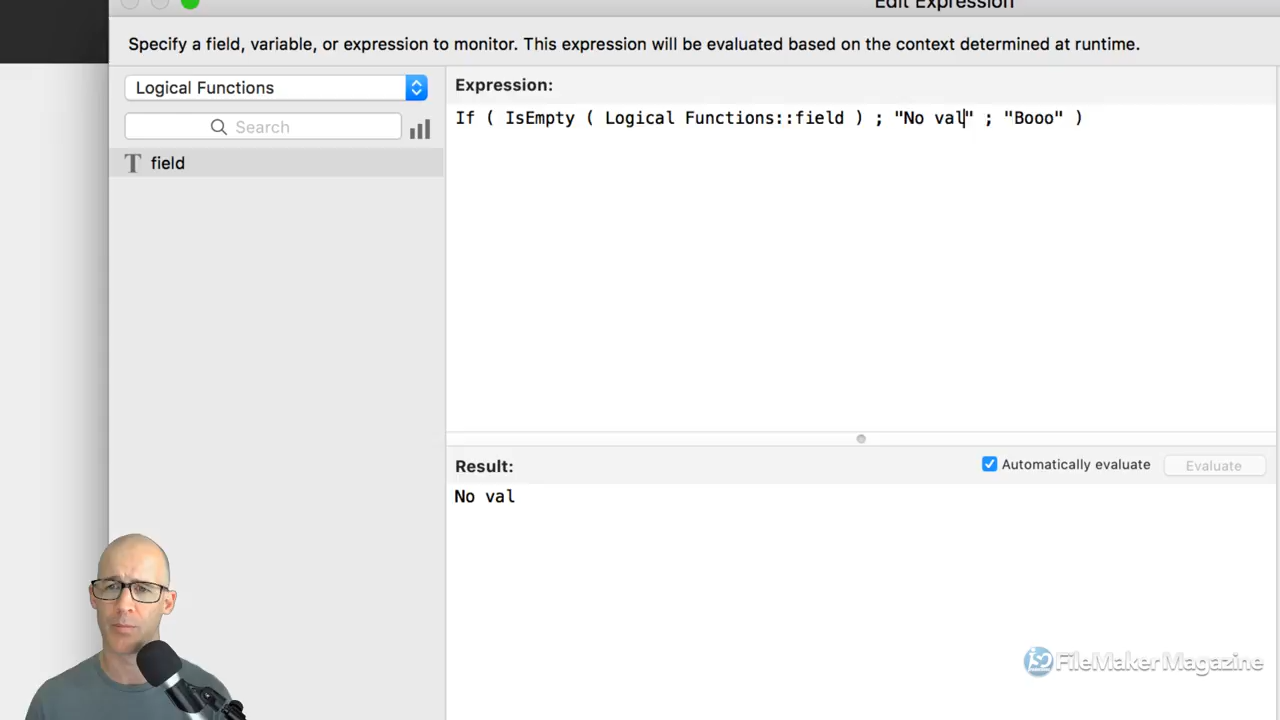 Edit Expression
Specify a field, variable, or expression to monitor. This expression will be evaluated based on the context determined at runtime.
Logical Functions
Search
field
Expression:
If ( IsEmpty ( Logical Functions::field ) ; "No val" ; "Booo" )
Result:
Automatically evaluate
Evaluate
No val
FileMakerMagazine